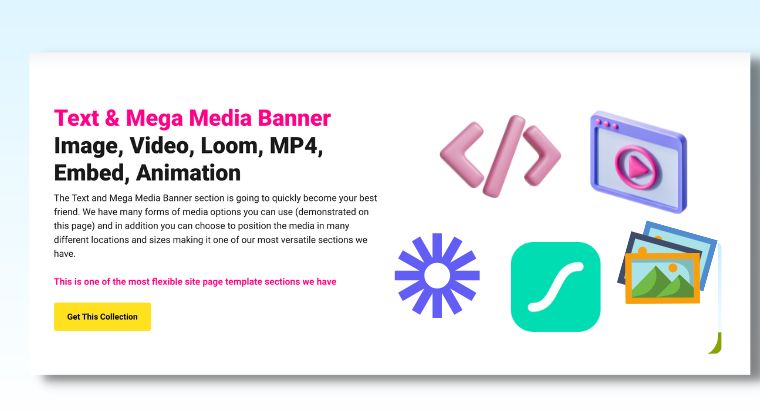 Text & Mega Media Banner
Image, Video, Loom, MP4,
Embed, Animation
The Text and Mega Media Banner section is going to quickly become your best
friend. We have many forms of media options you can use (demonstrated on
this page) and in addition you can choose to position the media in many
different locations and sizes making it one of our most versatile sections we
have.
This is one of the most flexible site page template sections we have
Get This Collection